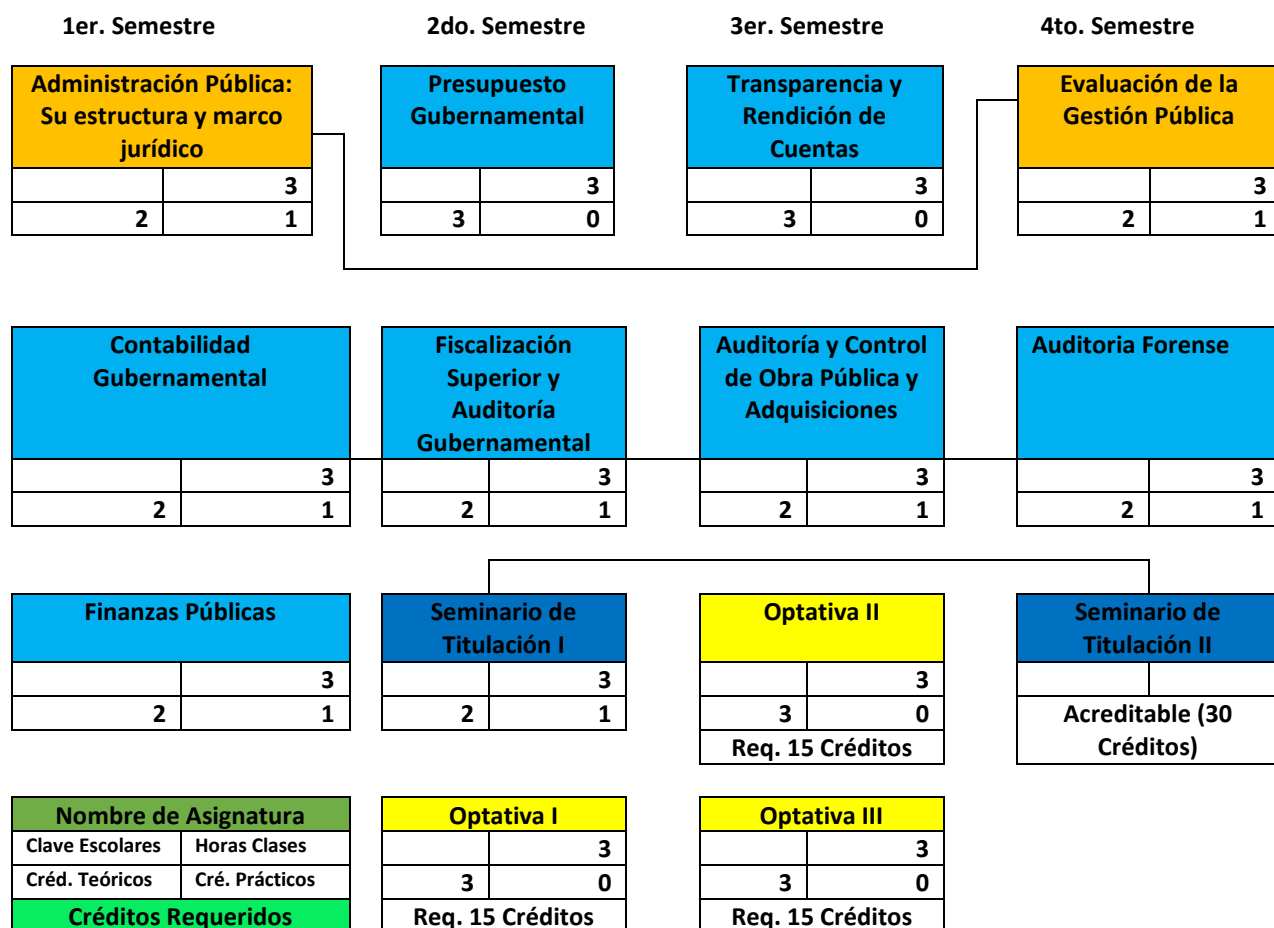 1er. Semestre
2do. Semestre
3er. Semestre
4to. Semestre
Administración Pública:
Su estructura y marco
jurídico
3
2 1
Presupuesto
Gubernamental
3
3 0
Transparencia y
Rendición de
Cuentas
3
3 0
Evaluación de la
Gestión Pública
3
2 1
Contabilidad
Gubernamental
3
2 1
Fiscalización
Superior y
Auditoría
Gubernamental
3
2 1
Auditoría y Control
de Obra Pública y
Adquisiciones
3
2 1
Auditoria Forense
3
2 1
Finanzas Públicas
3
2 1
Seminario de
Titulación I
3
2 1
Optativa II
3
3 0
Req. 15 Créditos
Seminario de
Titulación II
Acreditable (30
Créditos)
Nombre de Asignatura
Clave Escolares Horas Clases
Créd. Teóricos Cré. Prácticos
Créditos Requeridos
Optativa I
3
3 0
Req. 15 Créditos
Optativa III
3
3 0
Req. 15 Créditos